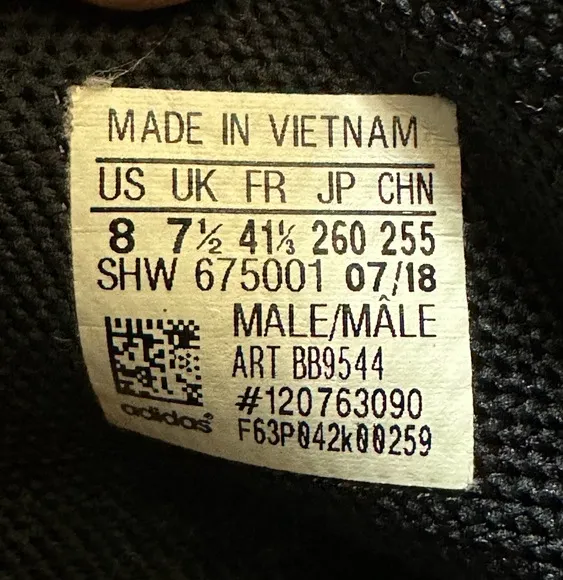 MADE IN VIETNAM
US UK FR JP CHN
8 7½ 41⅓ 260 255
SHW 675001 07/18
MALE/MÂLE
ART BB9544
#120763090
F63P042k00259
adidas